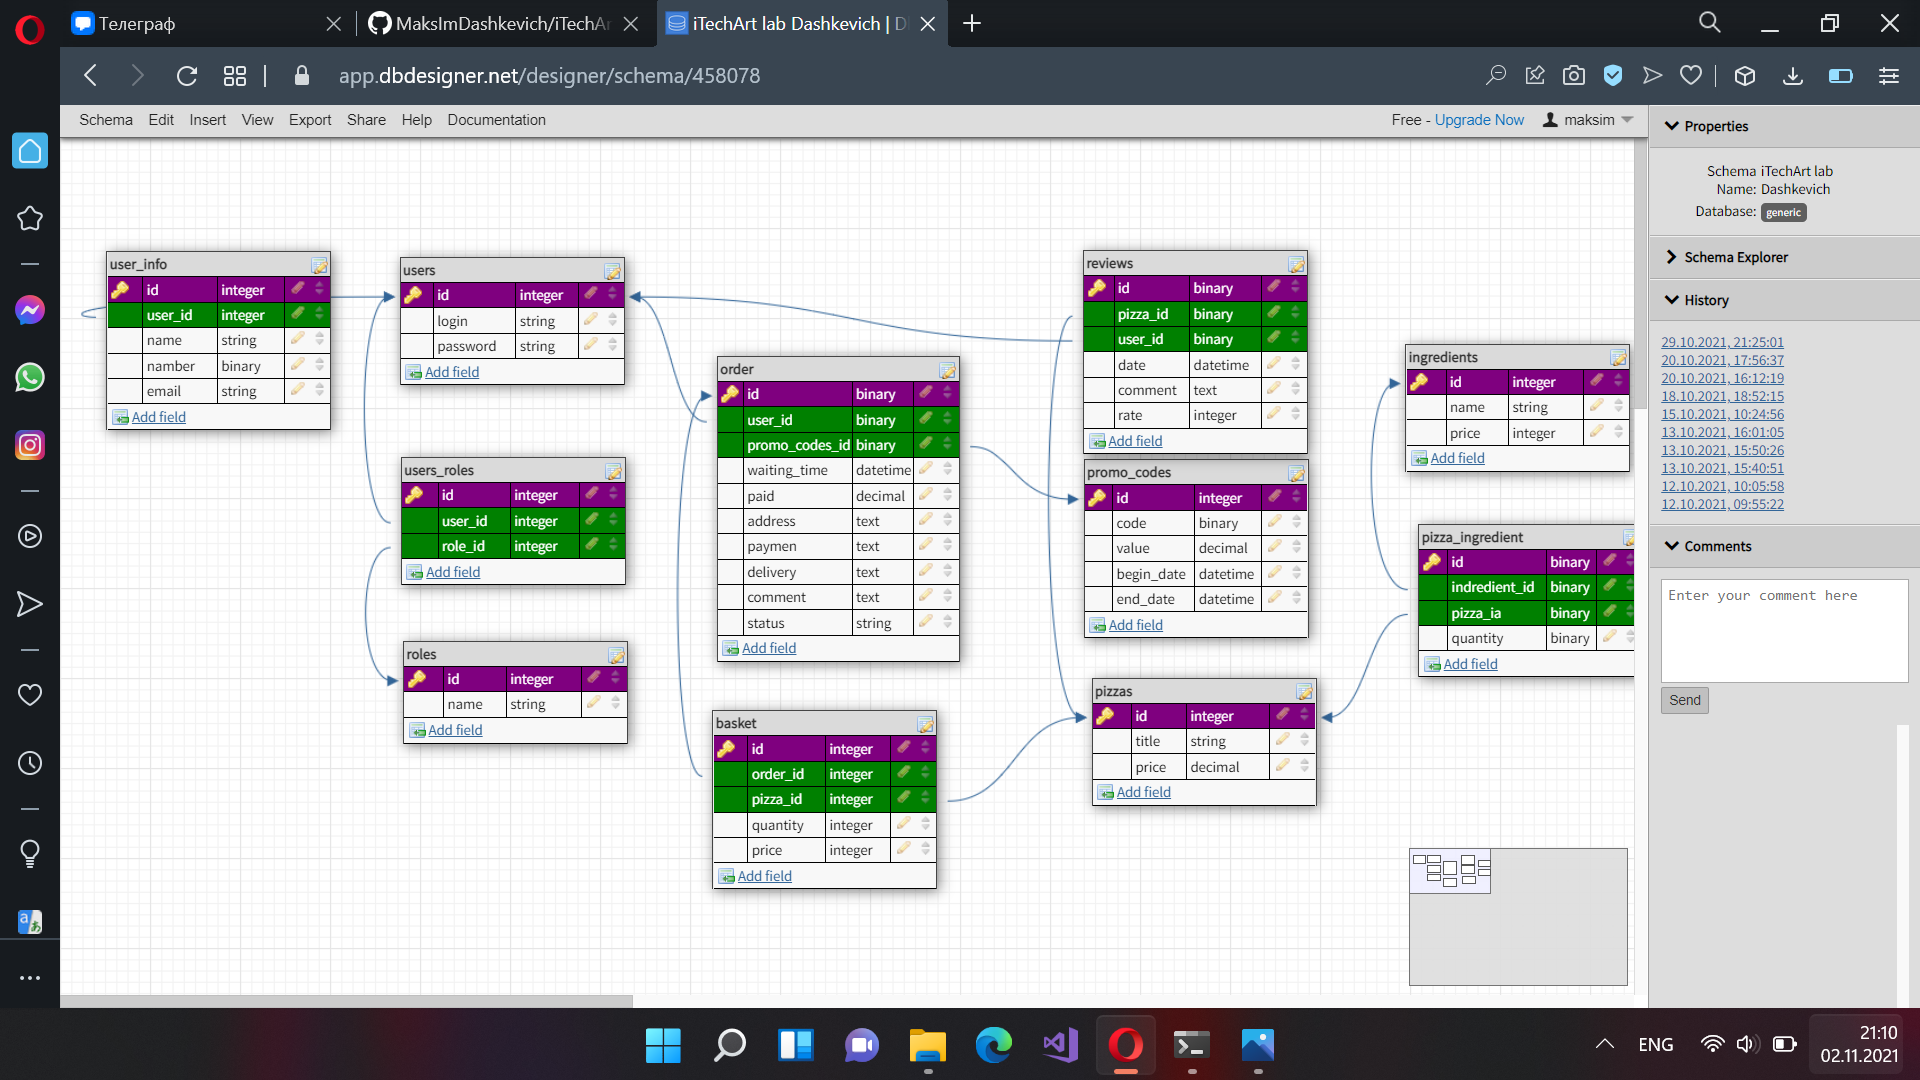 Телеграф
MaksImDashkevich/iTechAr
iTechArt lab Dashkevich | D
app.dbdesigner.net/designer/schema/458078
Schema Edit Insert View Export Share Help Documentation
Free - Upgrade Now maksim
Properties
Schema Name: iTechArt lab Dashkevich
Database: generic
Schema Explorer
History
29.10.2021, 21:25:01
20.10.2021, 17:56:37
20.10.2021, 16:12:19
18.10.2021, 18:52:15
15.10.2021, 10:24:56
13.10.2021, 16:01:05
13.10.2021, 15:50:26
13.10.2021, 15:40:51
12.10.2021, 10:05:58
12.10.2021, 09:55:22
Comments
Enter your comment here
Send
user_info
id integer
user_id integer
name string
namber binary
email string
Add field
users
id integer
login string
password string
Add field
users_roles
id integer
user_id integer
role_id integer
Add field
roles
id integer
name string
Add field
order
id binary
user_id binary
promo_codes_id binary
waiting_time datetime
paid decimal
address text
paymen text
delivery text
comment text
status string
Add field
basket
id integer
order_id integer
pizza_id integer
quantity integer
price integer
Add field
reviews
id binary
pizza_id binary
user_id binary
date datetime
comment text
rate integer
Add field
promo_codes
id integer
code binary
value decimal
begin_date datetime
end_date datetime
Add field
pizzas
id integer
title string
price decimal
Add field
ingredients
id integer
name string
price integer
Add field
pizza_ingredient
id binary
indredient_id binary
pizza_ia binary
quantity binary
Add field
ENG
21:10
02.11.2021